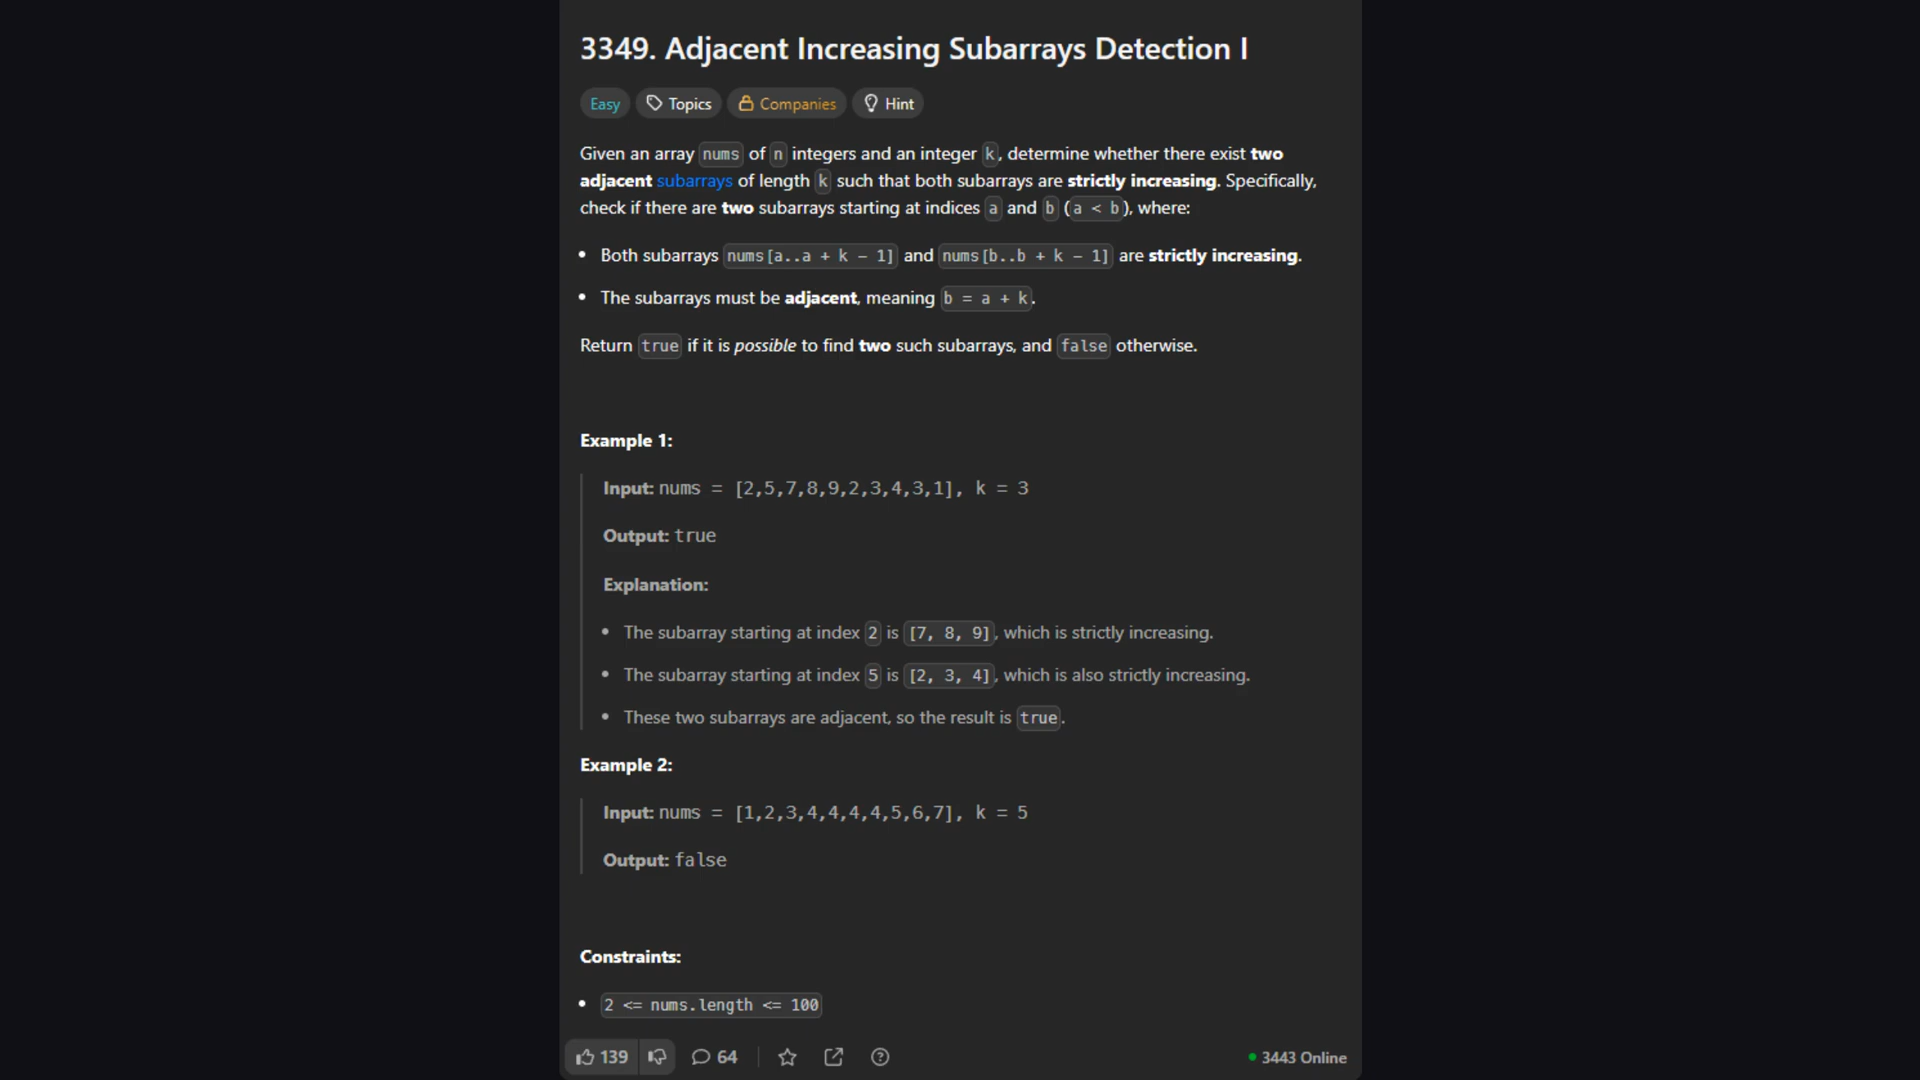 3349. Adjacent Increasing Subarrays Detection I
Easy Topics Companies Hint
Given an array nums of n integers and an integer k, determine whether there exist two
adjacent subarrays of length k such that both subarrays are strictly increasing. Specifically,
check if there are two subarrays starting at indices a and b (a < b), where:
• Both subarrays nums[a..a + k - 1] and nums[b..b + k - 1] are strictly increasing.
• The subarrays must be adjacent, meaning b = a + k.
Return true if it is possible to find two such subarrays, and false otherwise.
Example 1:
Input: nums = [2,5,7,8,9,2,3,4,3,1], k = 3
Output: true
Explanation:
• The subarray starting at index 2 is [7, 8, 9], which is strictly increasing.
• The subarray starting at index 5 is [2, 3, 4], which is also strictly increasing.
• These two subarrays are adjacent, so the result is true.
Example 2:
Input: nums = [1,2,3,4,4,4,4,5,6,7], k = 5
Output: false
Constraints:
• 2 <= nums.length <= 100
139 64 3443 Online